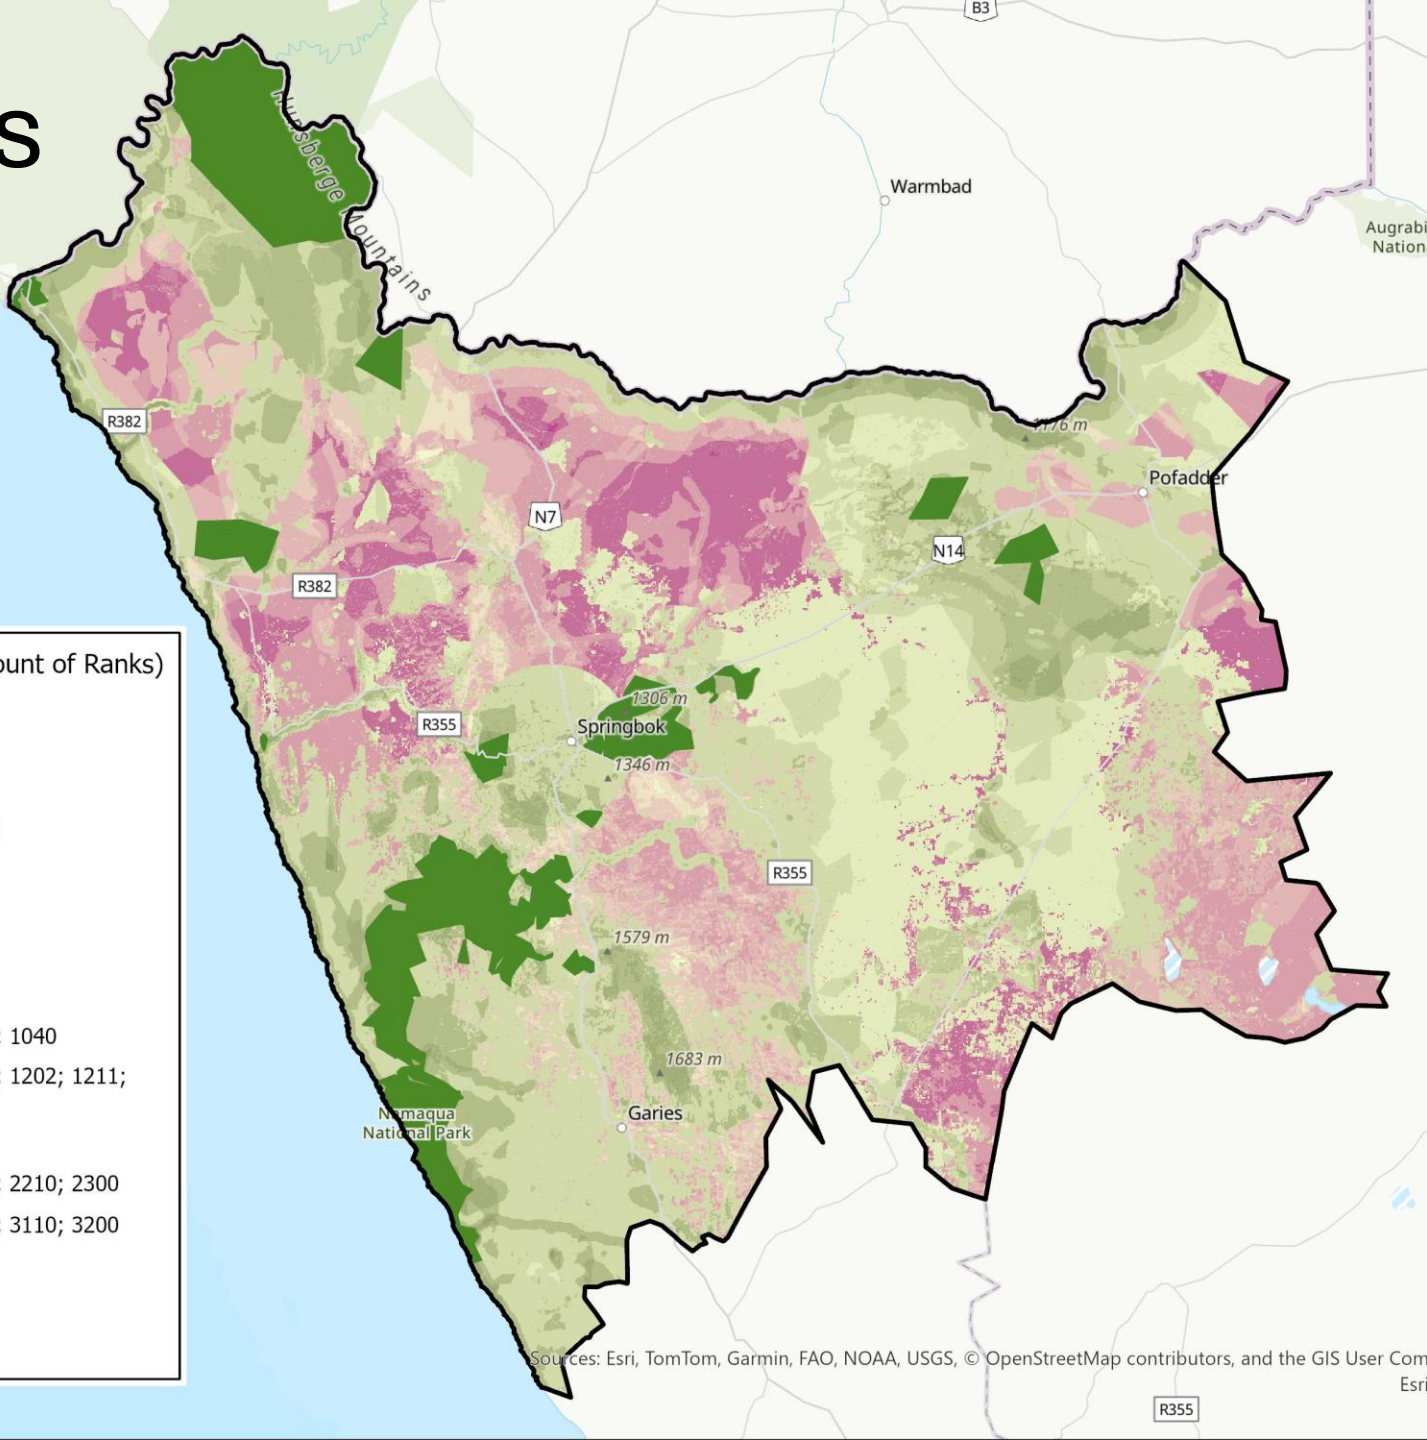 B3
s
Hunsberge Mountains
Warmbad
Augrabi
Nation
R382
1176 m
Pofadder
N7
N14
R382
ount of Ranks)
1306 m
R355
Springbok
1346 m
R355
1579 m
: 1040
1683 m
: 1202; 1211;
Namaqua
National Park
Garies
: 2210; 2300
: 3110; 3200
Sources: Esri, TomTom, Garmin, FAO, NOAA, USGS, © OpenStreetMap contributors, and the GIS User Com
Esri
R355